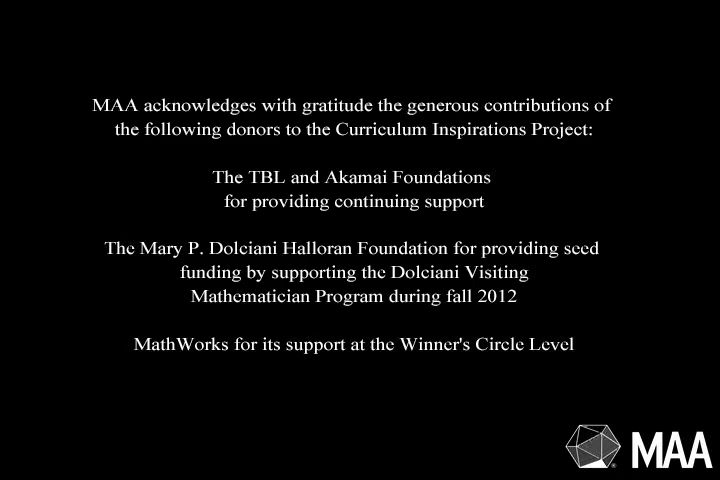 MAA acknowledges with gratitude the generous contributions of
the following donors to the Curriculum Inspirations Project:
The TBL and Akamai Foundations
for providing continuing support
The Mary P. Dolciani Halloran Foundation for providing seed
funding by supporting the Dolciani Visiting
Mathematician Program during fall 2012
MathWorks for its support at the Winner's Circle Level
MAA